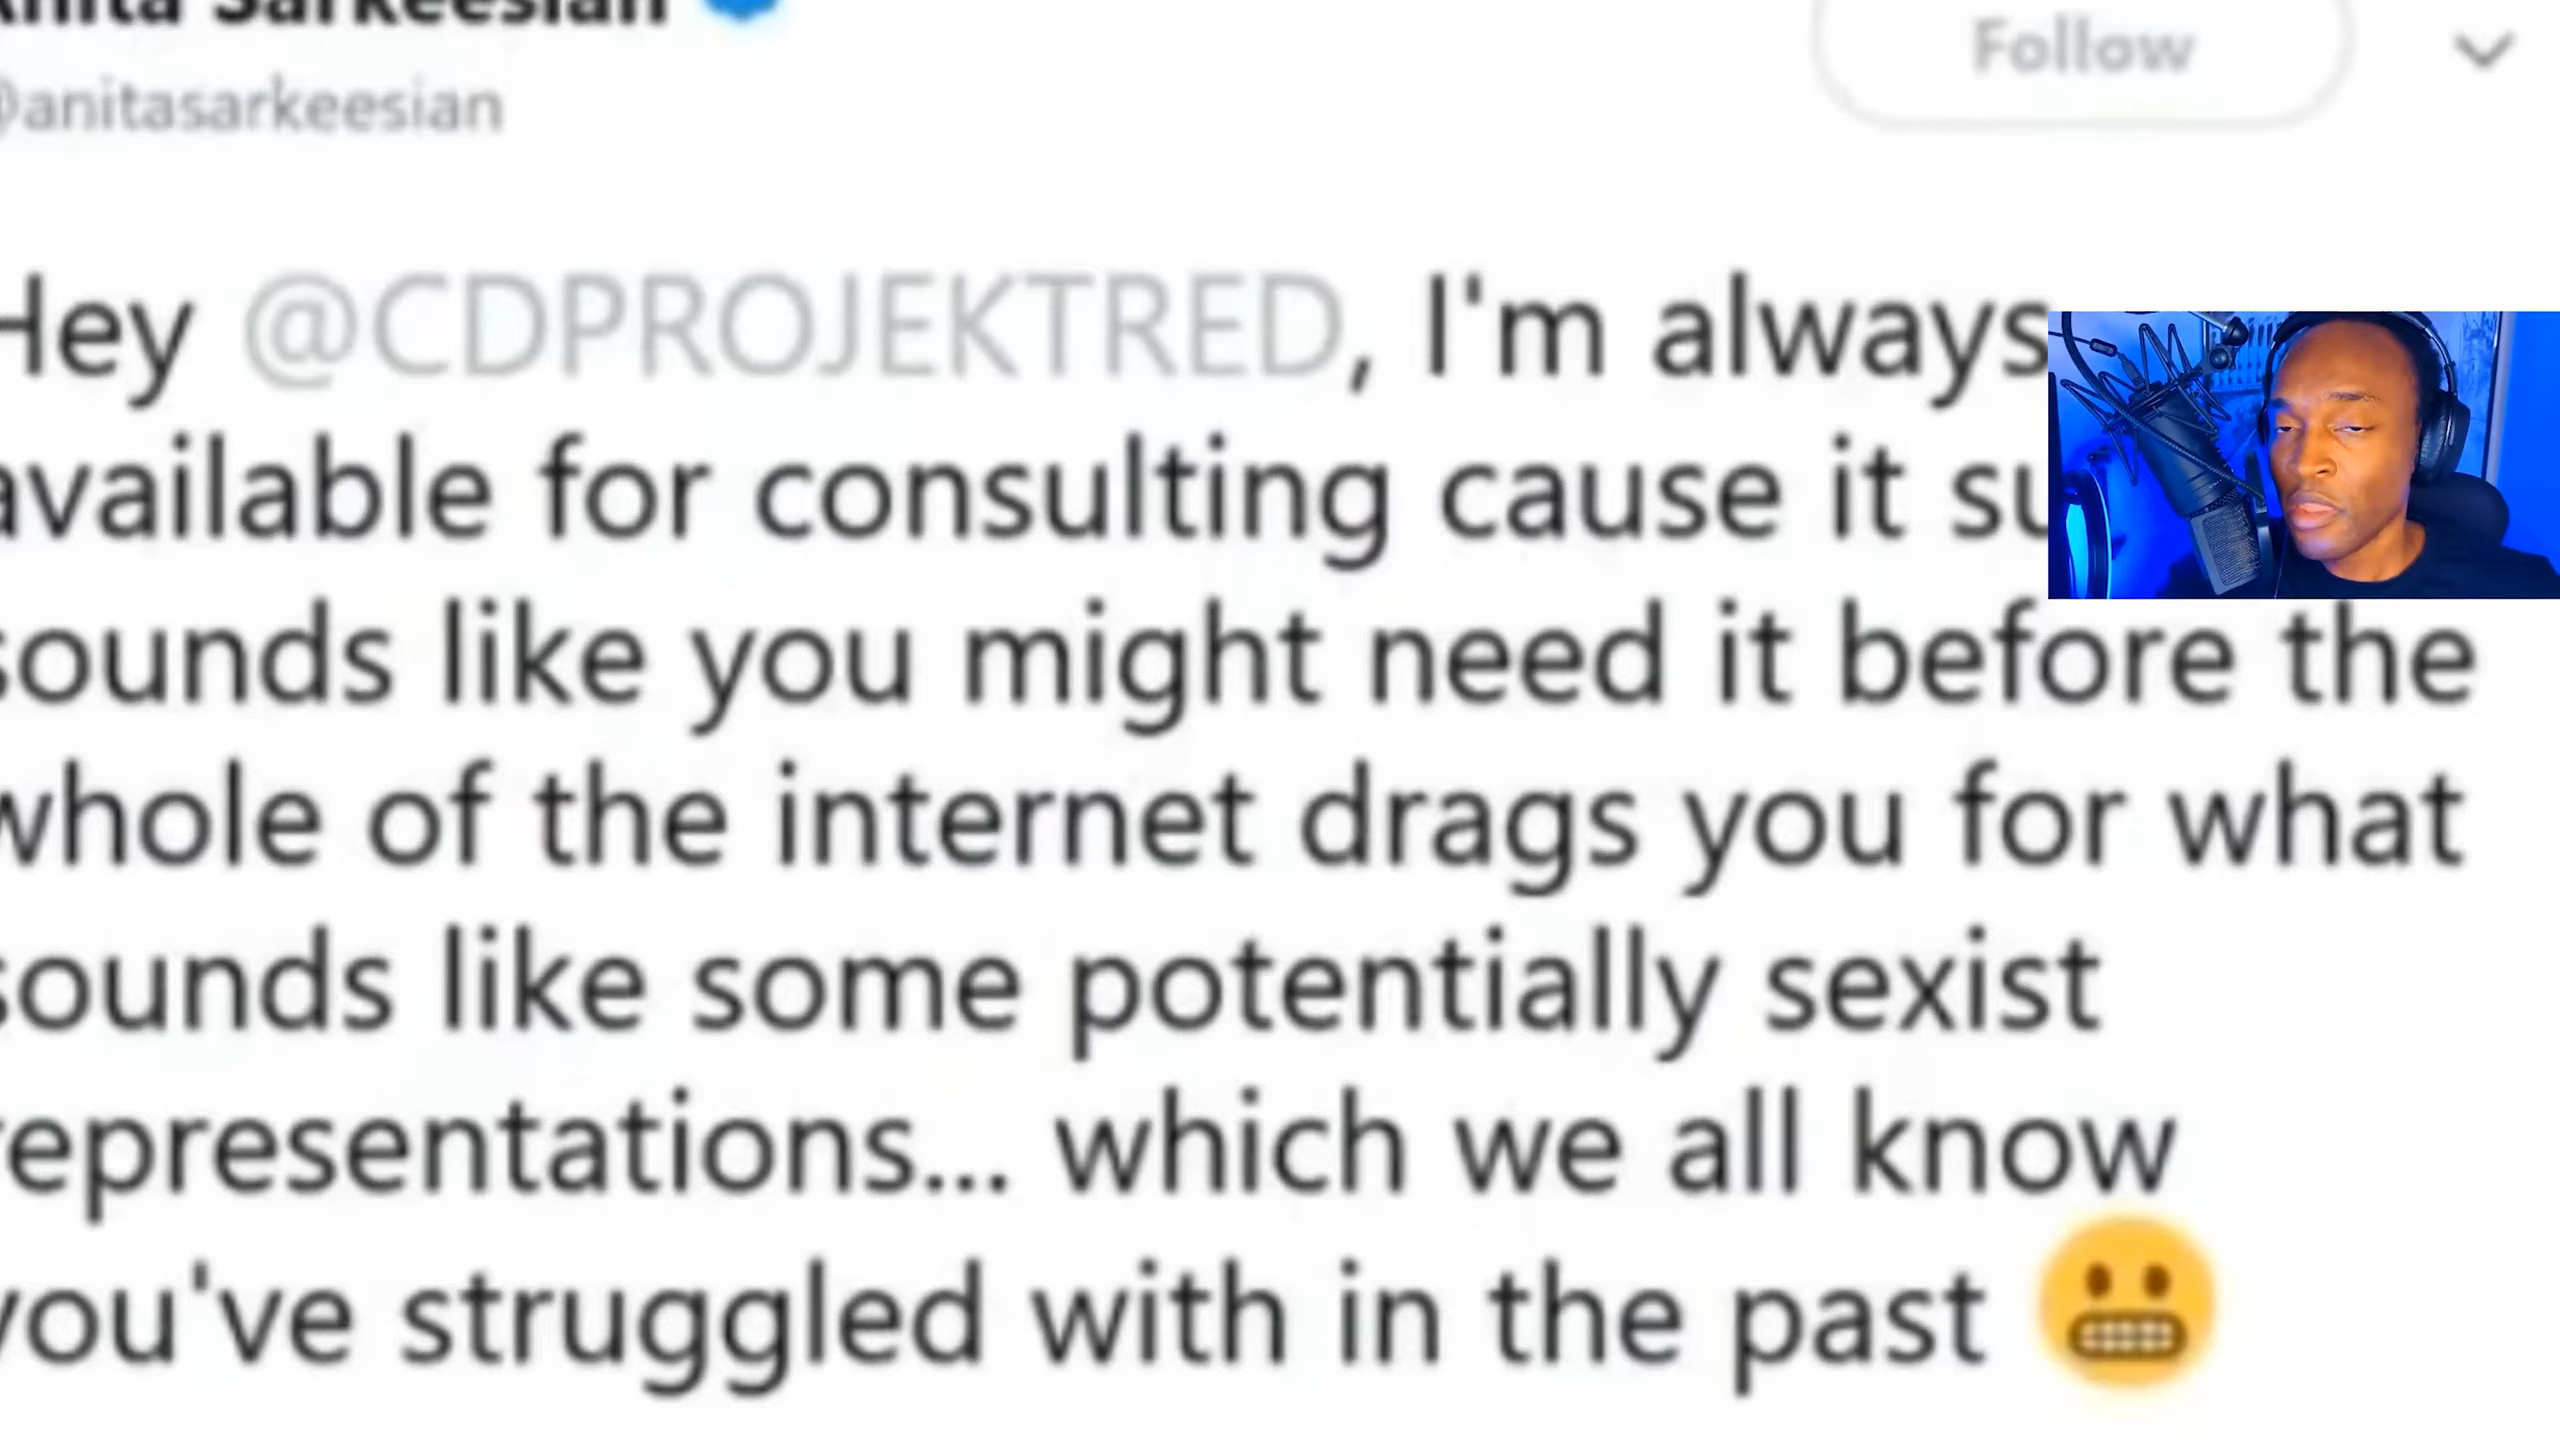 Anita Sarkeesian
@anitasarkeesian
Follow
Hey @CDPROJEKTRED, I'm always
available for consulting cause it
sounds like you might need it before the
whole of the internet drags you for what
sounds like some potentially sexist
representations... which we all know
you've struggled with in the past 😬